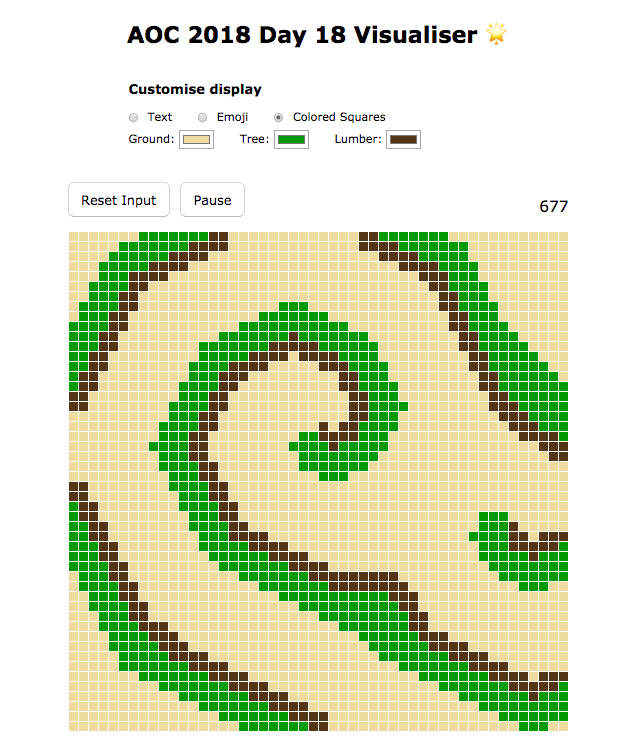 AOC 2018 Day 18 Visualiser 🌟
Customise display
Text Emoji Colored Squares
Ground: Tree: Lumber:
Reset Input Pause 677